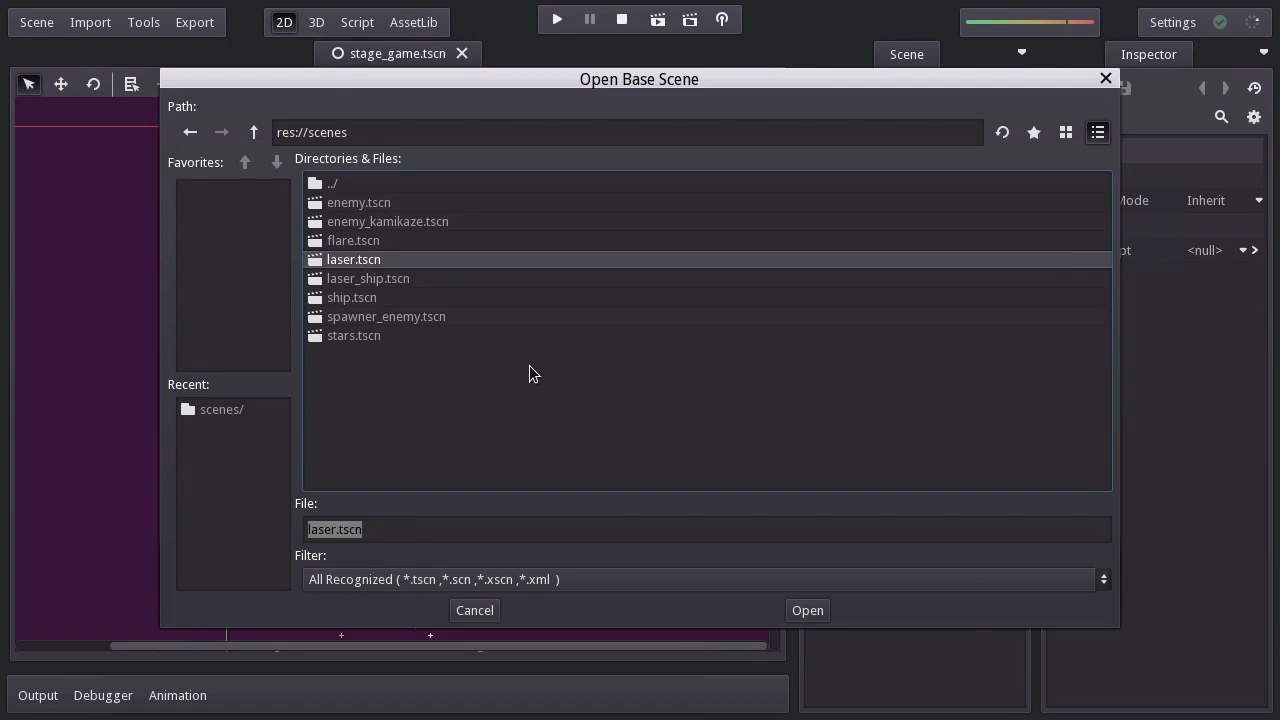 Scene Import Tools Export 2D 3D Script AssetLib Settings
stage_game.tscn Scene Inspector
Open Base Scene
Path:
res://scenes
Favorites: Directories & Files:
../
enemy.tscn
enemy_kamikaze.tscn
flare.tscn
laser.tscn
laser_ship.tscn
ship.tscn
spawner_enemy.tscn
stars.tscn
Mode Inherit
pt <null>
Recent:
scenes/
File:
laser.tscn
Filter:
All Recognized ( *.tscn ,*.scn ,*.xscn ,*.xml )
Cancel Open
Output Debugger Animation